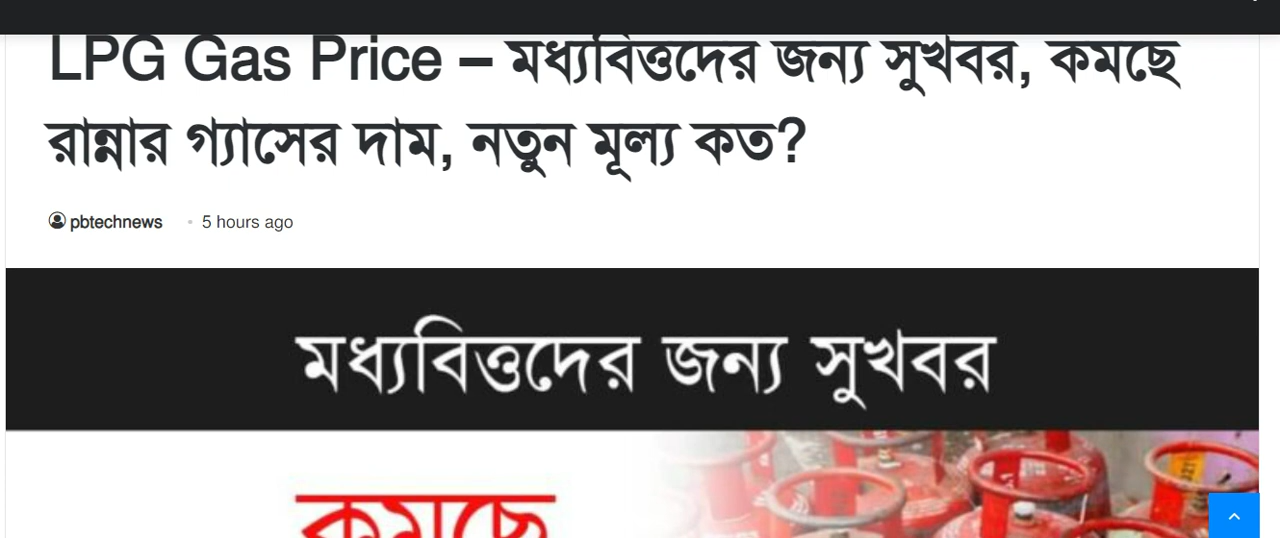 LPG Gas Price – মধ্যবিত্তদের জন্য সুখবর, কমছে
রান্নার গ্যাসের দাম, নতুন মূল্য কত?
pbtechnews • 5 hours ago
মধ্যবিত্তদের জন্য সুখবর
কমছে